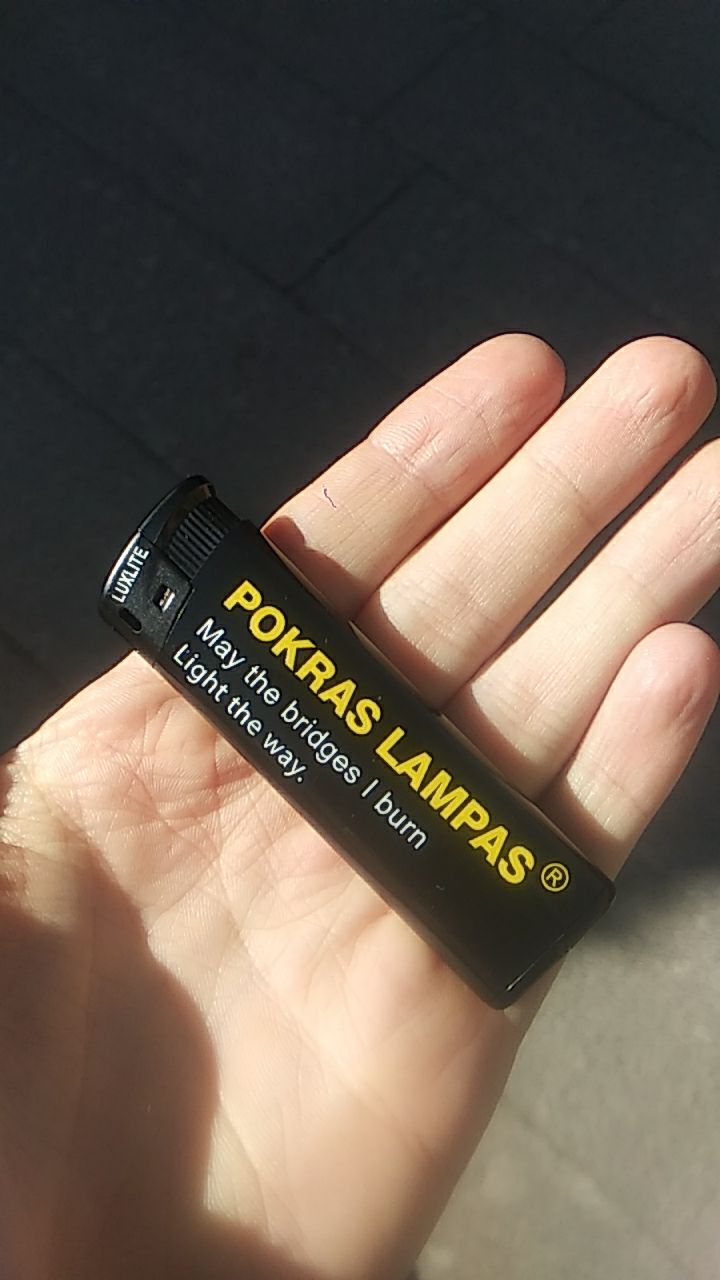 LUXLITE
POKRAS LAMPAS®
May the bridges I burn
Light the way.